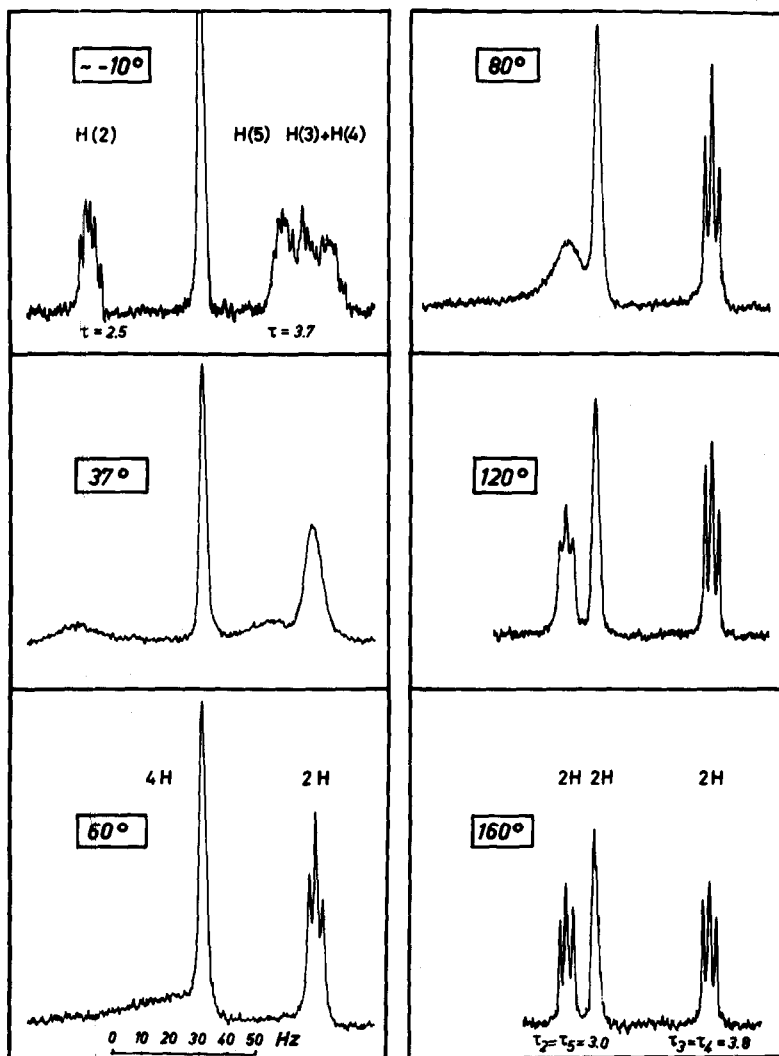 ~ -10°
H(2)
H(5) H(3)+H(4)
τ = 2.5
τ = 3.7
37°
4H
2H
60°
0 10 20 30 40 50 Hz
80°
120°
2H 2H
2H
160°
τ₂=τ₅=3.0
τ₃=τ₄=3.8